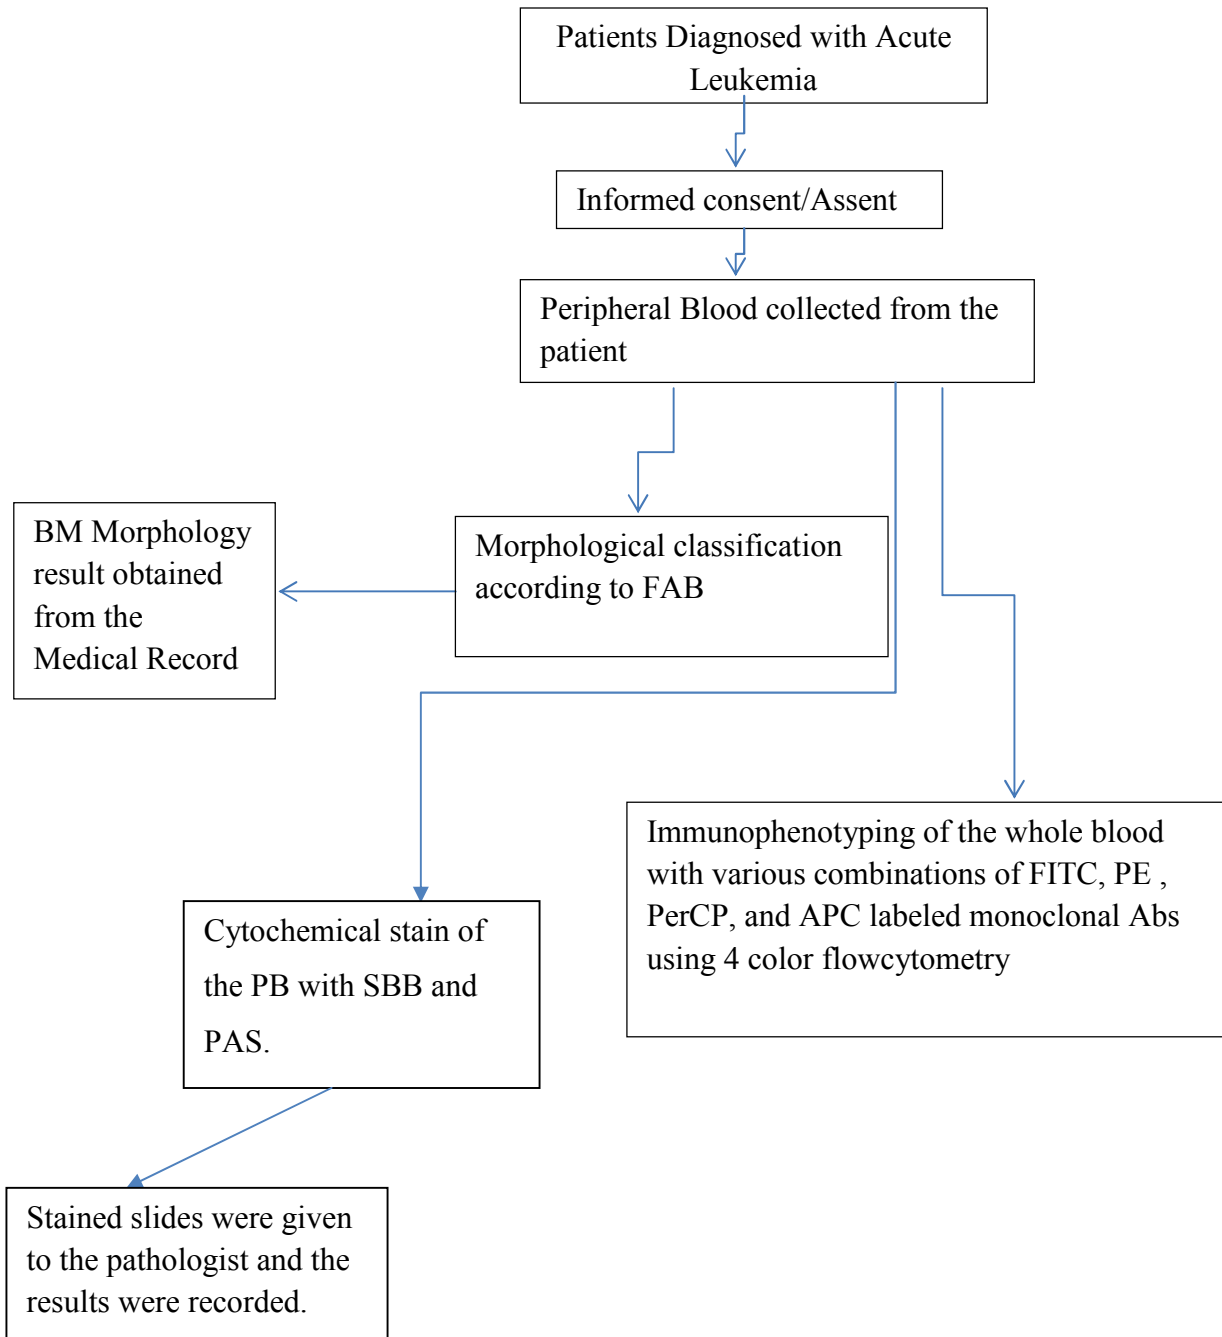 Patients Diagnosed with Acute
Leukemia
Informed consent/Assent
Peripheral Blood collected from the
patient
BM Morphology
result obtained
from the
Medical Record
Morphological classification
according to FAB
Immunophenotyping of the whole blood
with various combinations of FITC, PE ,
PerCP, and APC labeled monoclonal Abs
using 4 color flowcytometry
Cytochemical stain of
the PB with SBB and
PAS.
Stained slides were given
to the pathologist and the
results were recorded.